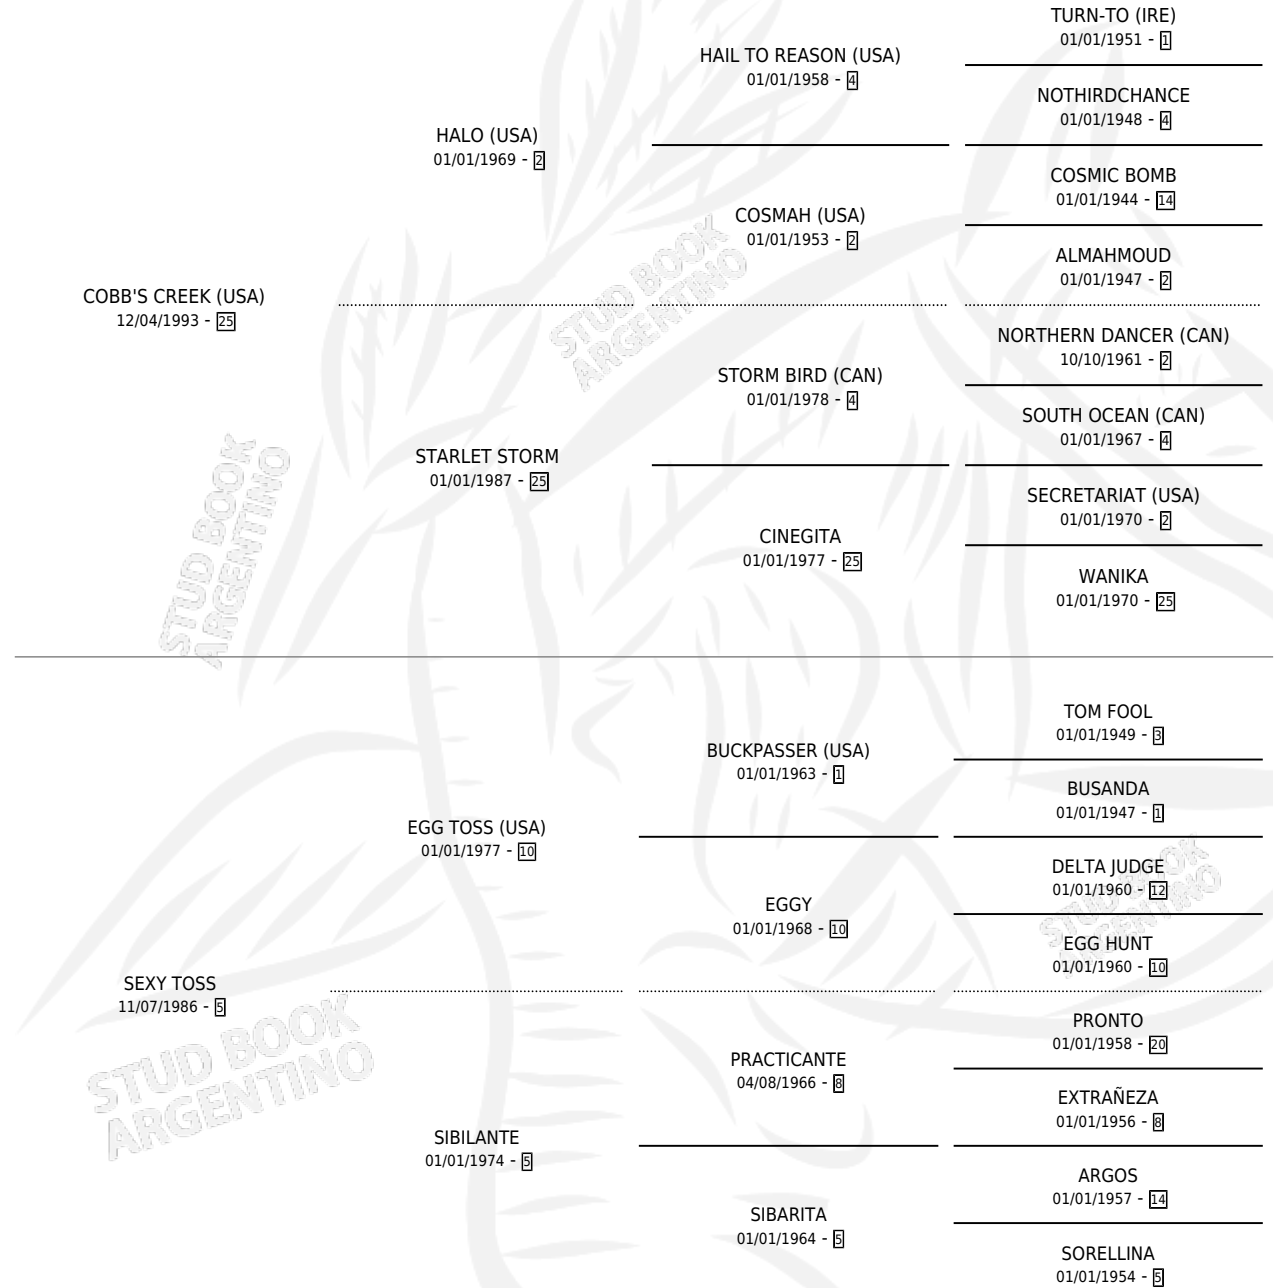 TURN-TO (IRE)
01/01/1951 - 1
HAIL TO REASON (USA)
01/01/1958 - 4
NOTHIRDCHANCE
01/01/1948 - 4
HALO (USA)
01/01/1969 - 2
COSMIC BOMB
01/01/1944 - 14
COSMAH (USA)
01/01/1953 - 2
ALMAHMOUD
01/01/1947 - 2
COBB'S CREEK (USA)
12/04/1993 - 25
NORTHERN DANCER (CAN)
10/10/1961 - 2
STORM BIRD (CAN)
01/01/1978 - 4
SOUTH OCEAN (CAN)
01/01/1967 - 4
STARLET STORM
01/01/1987 - 25
SECRETARIAT (USA)
01/01/1970 - 2
CINEGITA
01/01/1977 - 25
WANIKA
01/01/1970 - 25
TOM FOOL
01/01/1949 - 3
BUCKPASSER (USA)
01/01/1963 - 1
BUSANDA
01/01/1947 - 1
EGG TOSS (USA)
01/01/1977 - 10
DELTA JUDGE
01/01/1960 - 12
EGGY
01/01/1968 - 10
EGG HUNT
01/01/1960 - 10
SEXY TOSS
11/07/1986 - 5
PRONTO
01/01/1958 - 20
PRACTICANTE
04/08/1966 - 8
EXTRAÑEZA
01/01/1956 - 8
SIBILANTE
01/01/1974 - 5
ARGOS
01/01/1957 - 14
SIBARITA
01/01/1964 - 5
SORELLINA
01/01/1954 - 5
STUD BOOK
ARGENTINO
STUD BOOK
ARGENTINO
STUD BOOK
ARGENTINO
STUD BOOK
ARGENTINO